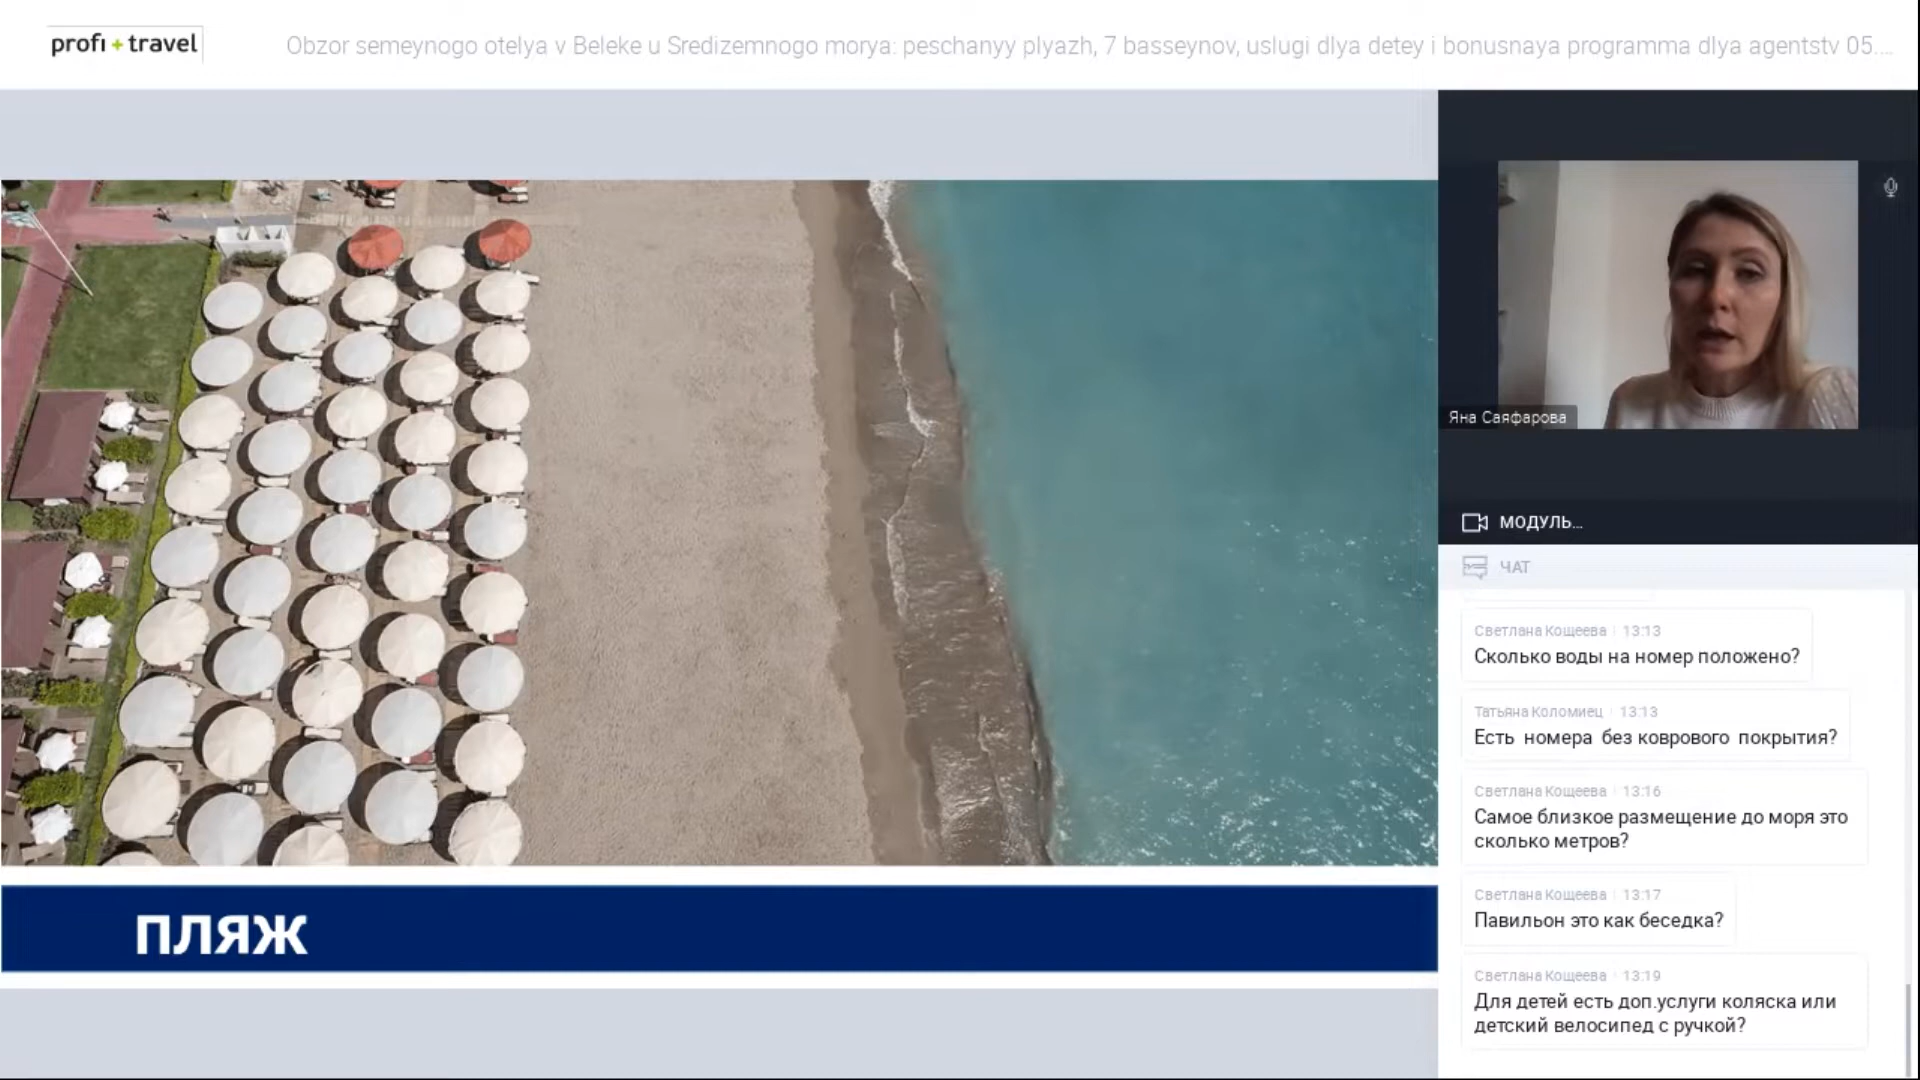 profi + travel
Obzor semeynogo otelya v Beleke u Sredizemnogo morya: peschanyy plyazh, 7 basseynov, uslugi dlya detey i bonusnaya programma dlya agentstv 05....
Яна Саяфарова
МОДУЛЬ...
ЧАТ
Светлана Кощеева 13:13
Сколько воды на номер положено?
Татьяна Коломиец 13:13
Есть номера без коврового покрытия?
Светлана Кощеева 13:16
Самое близкое размещение до моря это
сколько метров?
Светлана Кощеева 13:17
Павильон это как беседка?
Светлана Кощеева 13:19
Для детей есть доп.услуги коляска или
детский велосипед с ручкой?
ПЛЯЖ